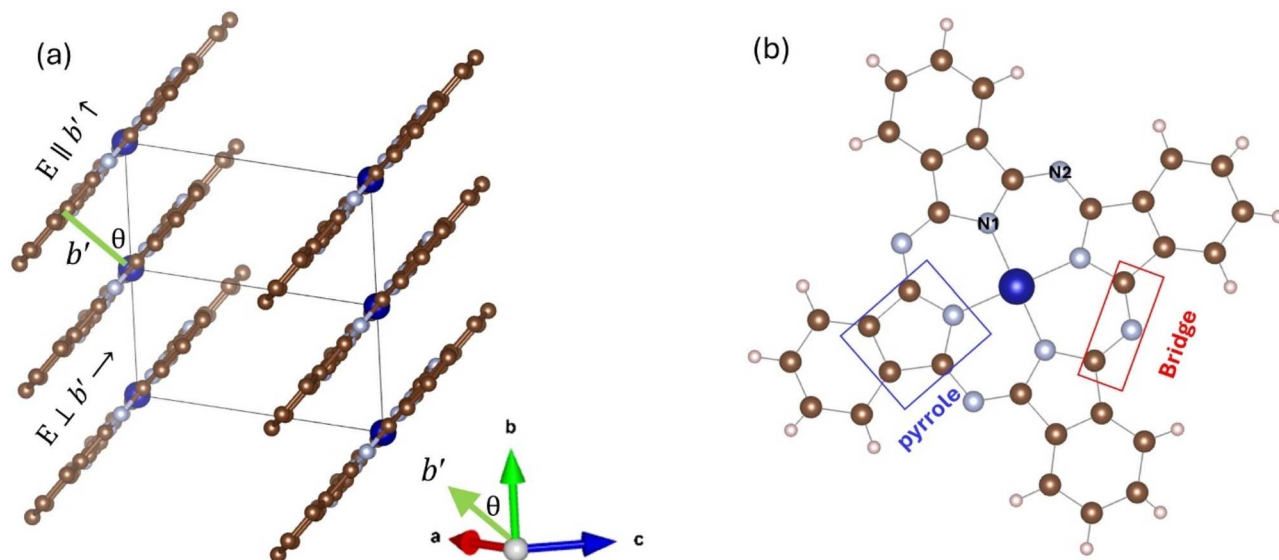 (a)
E ∥ b′ ↑
b′
θ
E ⊥ b′ →
b′
θ
b
a
c
(b)
N2
N1
Bridge
pyrrole